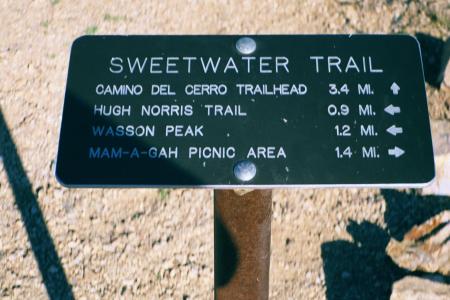 SWEETWATER TRAIL
CAMINO DEL CERRO TRAILHEAD 3.4 MI. ↑
HUGH NORRIS TRAIL 0.9 MI. ←
WASSON PEAK 1.2 MI. ←
MAM-A-GAH PICNIC AREA 1.4 MI. →